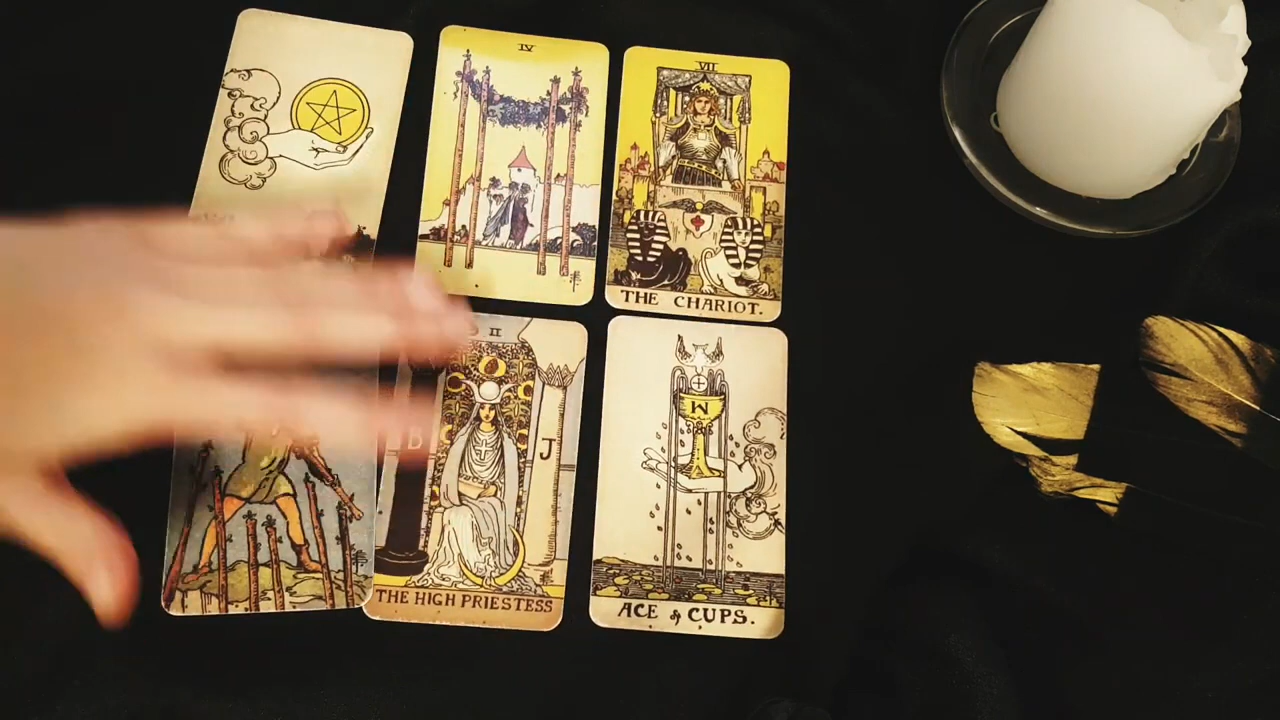 IV
VII
THE CHARIOT.
II
B
J
THE HIGH PRIESTESS
M
ACE of CUPS.